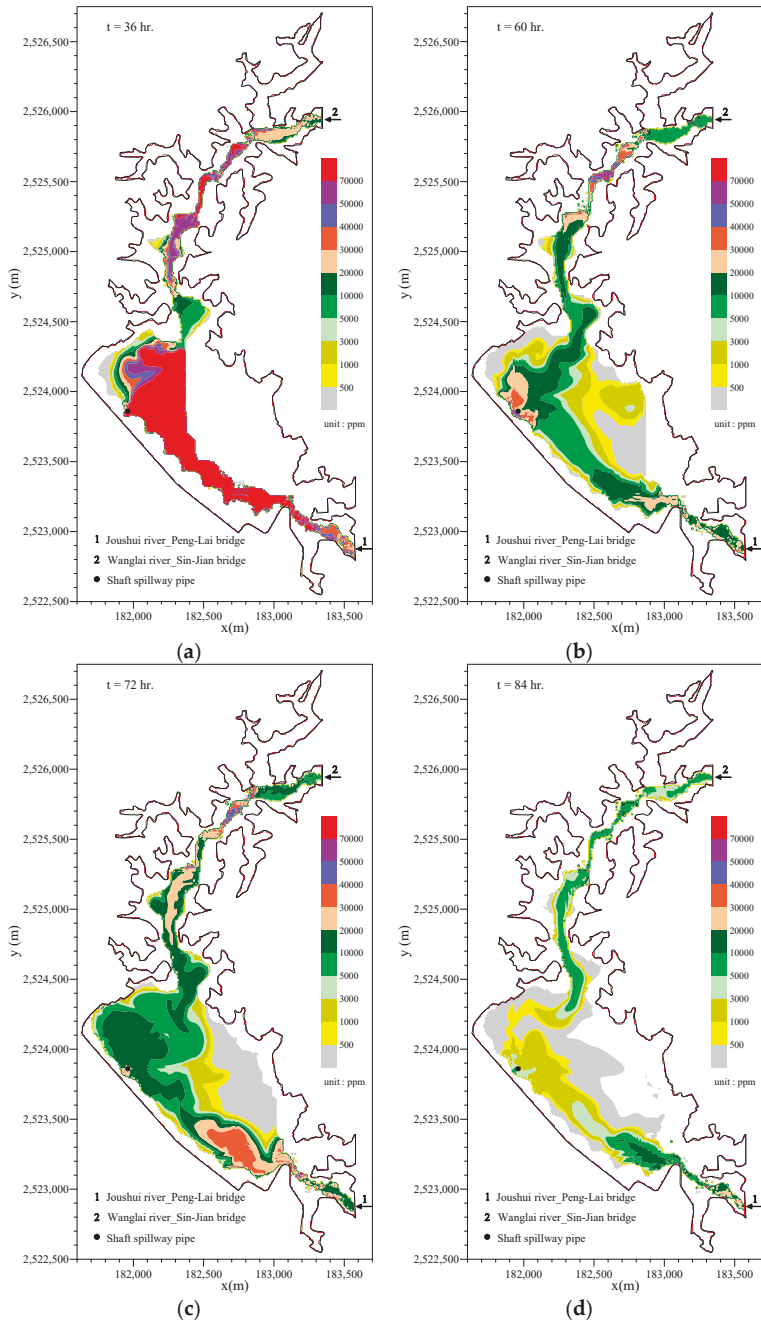 t = 36 hr.
2,526,500
2,526,000
2,525,500
2,525,000
2,524,500
2,524,000
2,523,500
2,523,000
2,522,500
y (m)
2
70000
50000
40000
30000
20000
10000
5000
3000
1000
500
unit : ppm
1 Joushui river_Peng-Lai bridge
2 Wanglai river_Sin-Jian bridge
● Shaft spillway pipe
1
182,000 182,500 183,000 183,500
x(m)
(a)
t = 60 hr.
2,526,500
2,526,000
2,525,500
2,525,000
2,524,500
2,524,000
2,523,500
2,523,000
2,522,500
y (m)
2
70000
50000
40000
30000
20000
10000
5000
3000
1000
500
unit : ppm
1 Joushui river_Peng-Lai bridge
2 Wanglai river_Sin-Jian bridge
● Shaft spillway pipe
1
182,000 182,500 183,000 183,500
x(m)
(b)
t = 72 hr.
2,526,500
2,526,000
2,525,500
2,525,000
2,524,500
2,524,000
2,523,500
2,523,000
2,522,500
y (m)
2
70000
50000
40000
30000
20000
10000
5000
3000
1000
500
unit : ppm
1 Joushui river_Peng-Lai bridge
2 Wanglai river_Sin-Jian bridge
● Shaft spillway pipe
1
182,000 182,500 183,000 183,500
x(m)
(c)
t = 84 hr.
2,526,500
2,526,000
2,525,500
2,525,000
2,524,500
2,524,000
2,523,500
2,523,000
2,522,500
y (m)
2
70000
50000
40000
30000
20000
10000
5000
3000
1000
500
unit : ppm
1 Joushui river_Peng-Lai bridge
2 Wanglai river_Sin-Jian bridge
● Shaft spillway pipe
1
182,000 182,500 183,000 183,500
x(m)
(d)